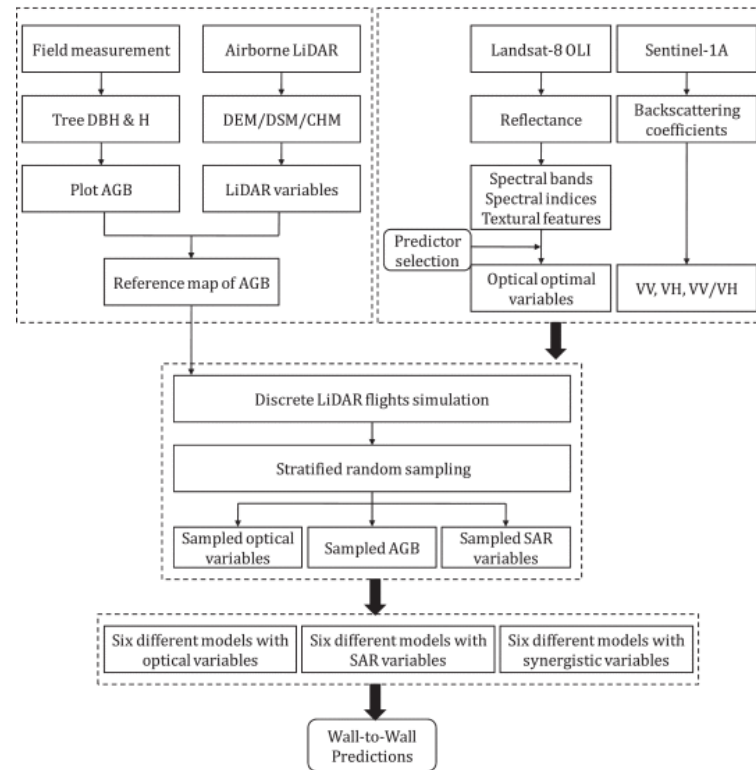 Field measurement
Airborne LiDAR
Landsat-8 OLI
Sentinel-1A
Tree DBH & H
DEM/DSM/CHM
Reflectance
Backscattering
coefficients
Plot AGB
LiDAR variables
Spectral bands
Spectral indices
Textural features
Predictor
selection
Reference map of AGB
Optical optimal
variables
VV, VH, VV/VH
Discrete LiDAR flights simulation
Stratified random sampling
Sampled optical
variables
Sampled AGB
Sampled SAR
variables
Six different models with
optical variables
Six different models with
SAR variables
Six different models with
synergistic variables
Wall-to-Wall
Predictions